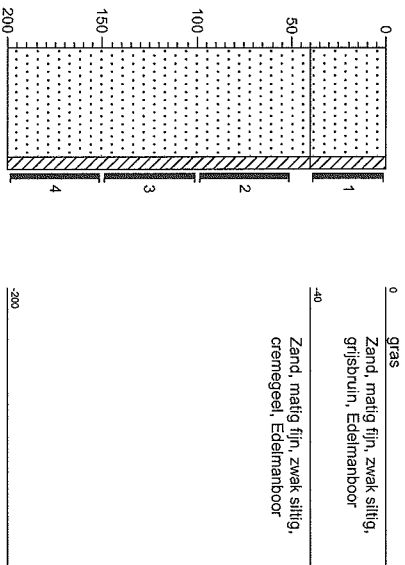 0
50
100
150
200
1
2
3
4
0
gras
Zand, matig fijn, zwak siltig,
grijsbruin, Edelmanboor
-40
Zand, matig fijn, zwak siltig,
cremegeel, Edelmanboor
-200